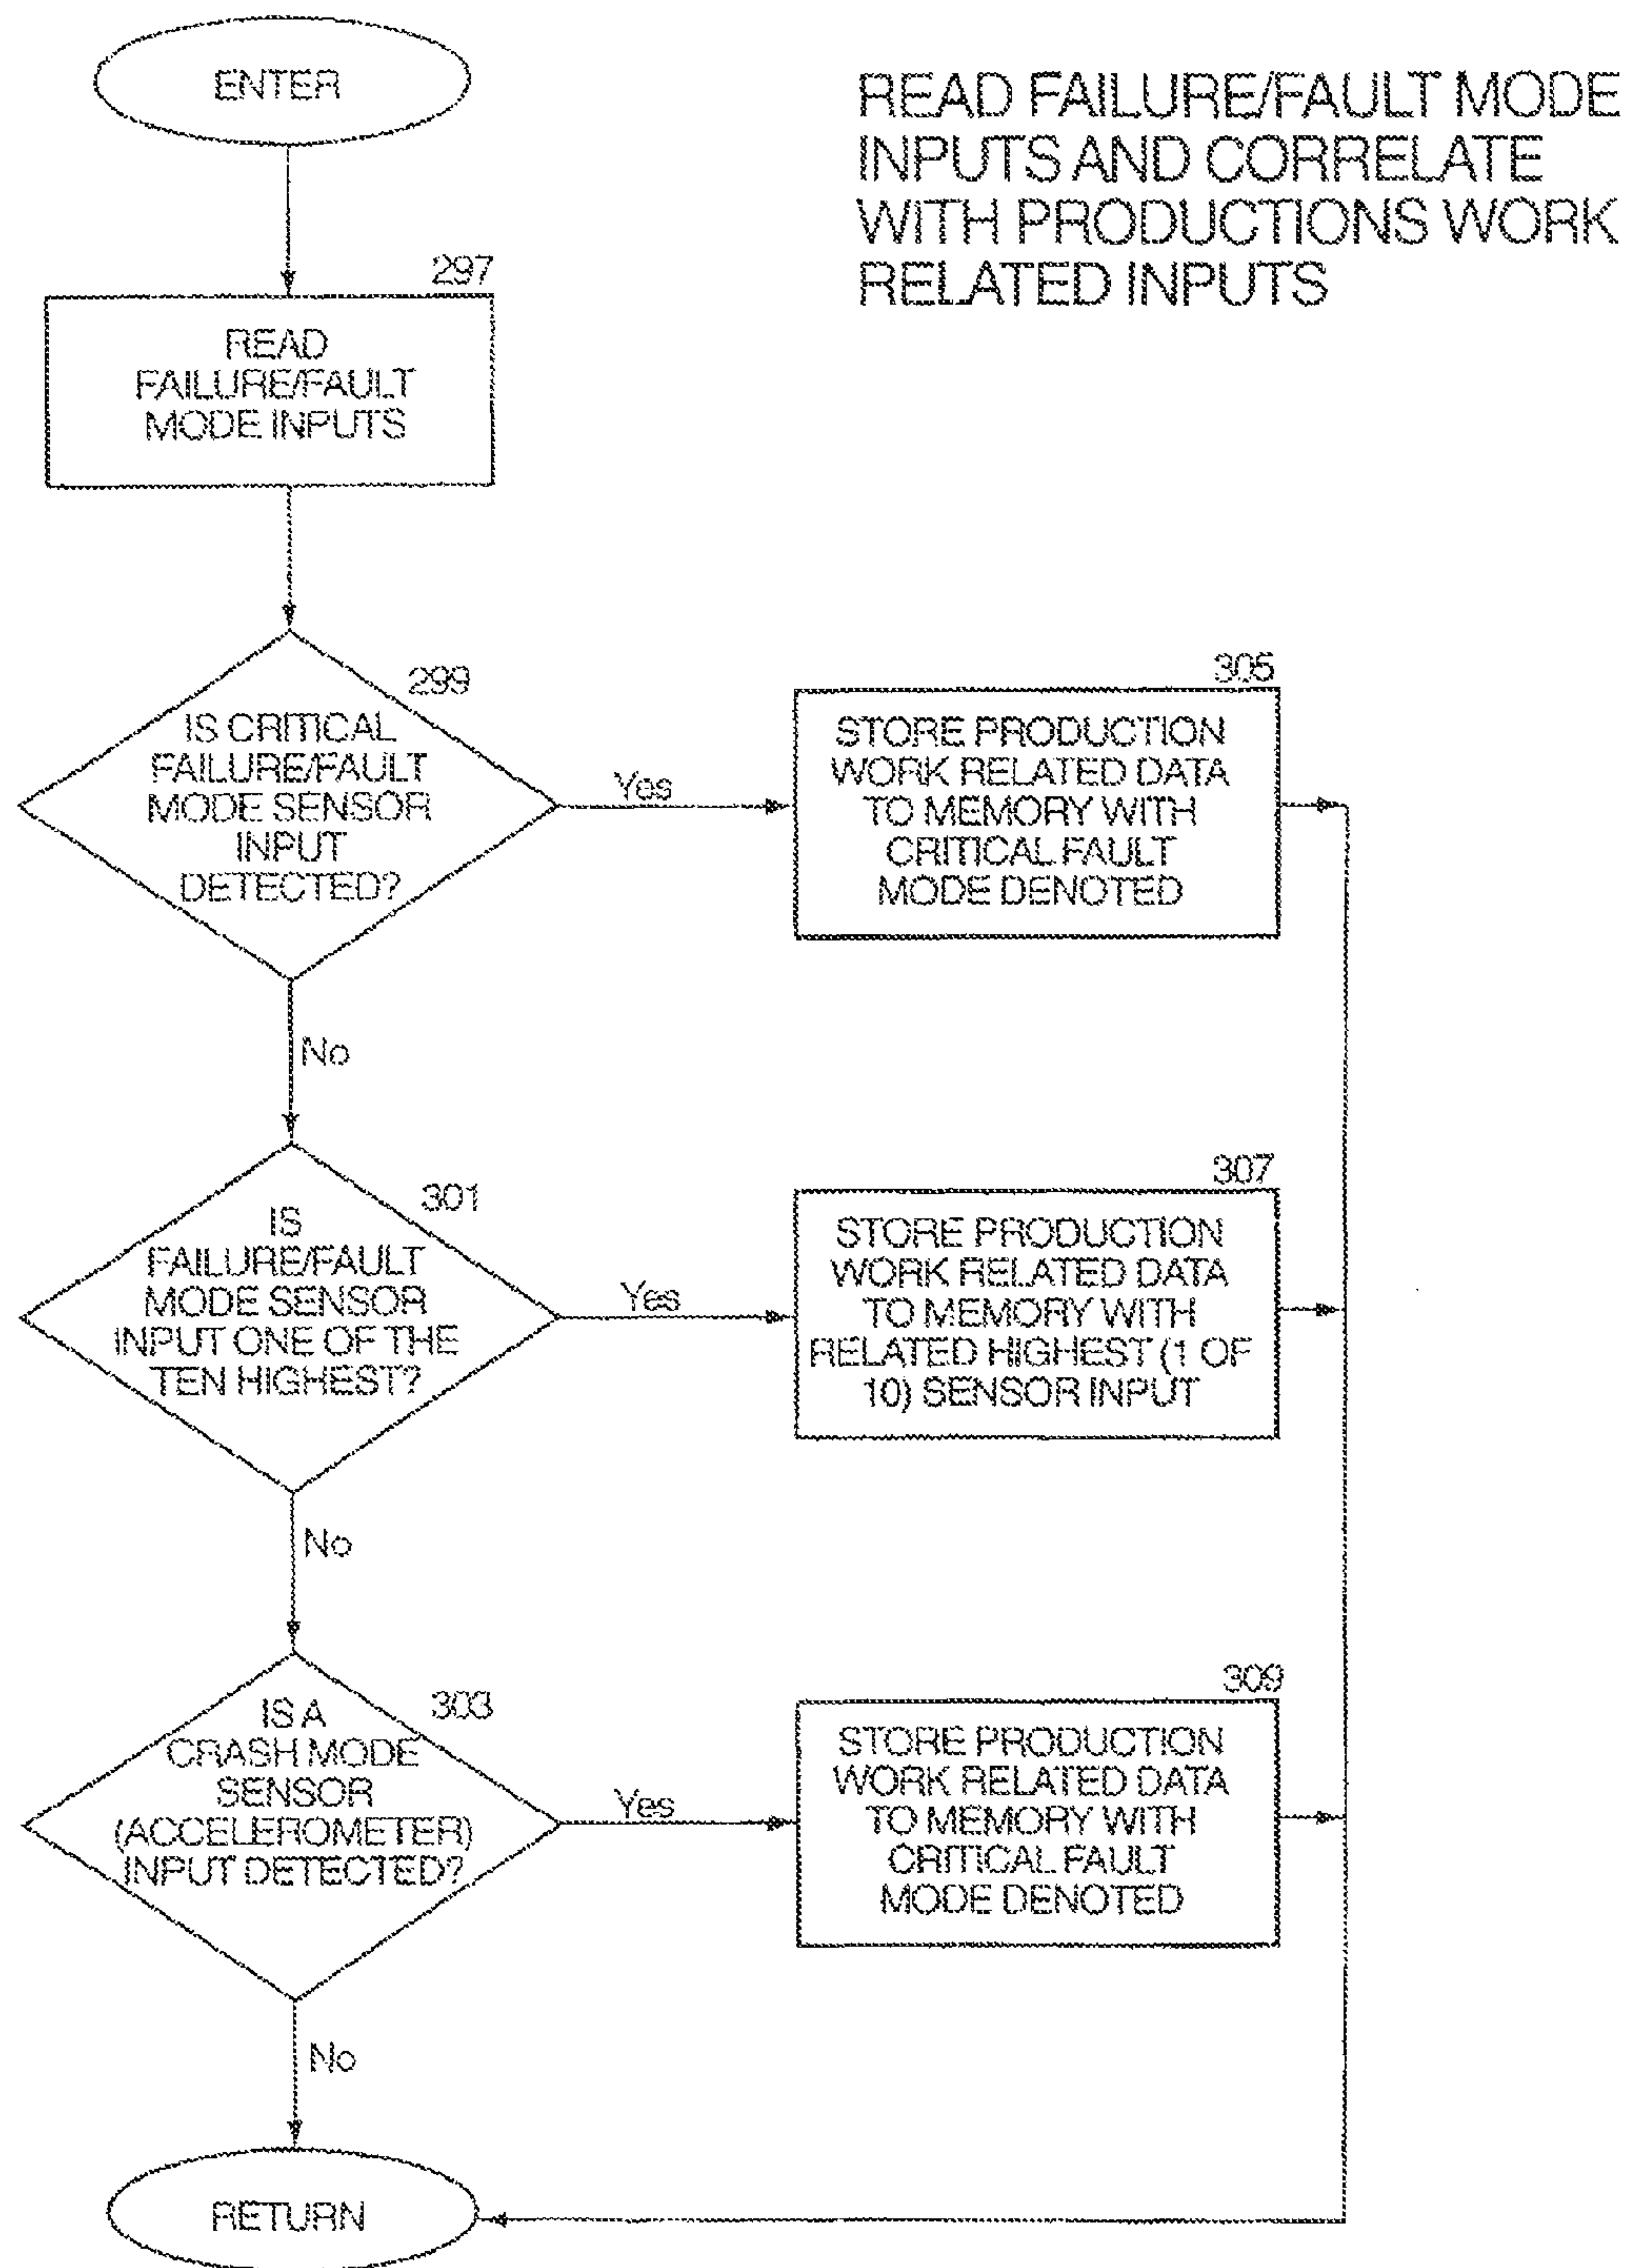 ENTER
READ FAILURE/FAULT MODE
INPUTS AND CORRELATE
WITH PRODUCTIONS WORK
RELATED INPUTS
297
READ
FAILURE/FAULT
MODE INPUTS
299
IS CRITICAL
FAILURE/FAULT
MODE SENSOR
INPUT
DETECTED?
Yes
305
STORE PRODUCTION
WORK RELATED DATA
TO MEMORY WITH
CRITICAL FAULT
MODE DENOTED
No
301
IS
FAILURE/FAULT
MODE SENSOR
INPUT ONE OF THE
TEN HIGHEST?
Yes
307
STORE PRODUCTION
WORK RELATED DATA
TO MEMORY WITH
RELATED HIGHEST (1 OF
10) SENSOR INPUT
No
303
IS A
CRASH MODE
SENSOR
(ACCELEROMETER)
INPUT DETECTED?
Yes
309
STORE PRODUCTION
WORK RELATED DATA
TO MEMORY WITH
CRITICAL FAULT
MODE DENOTED
No
RETURN